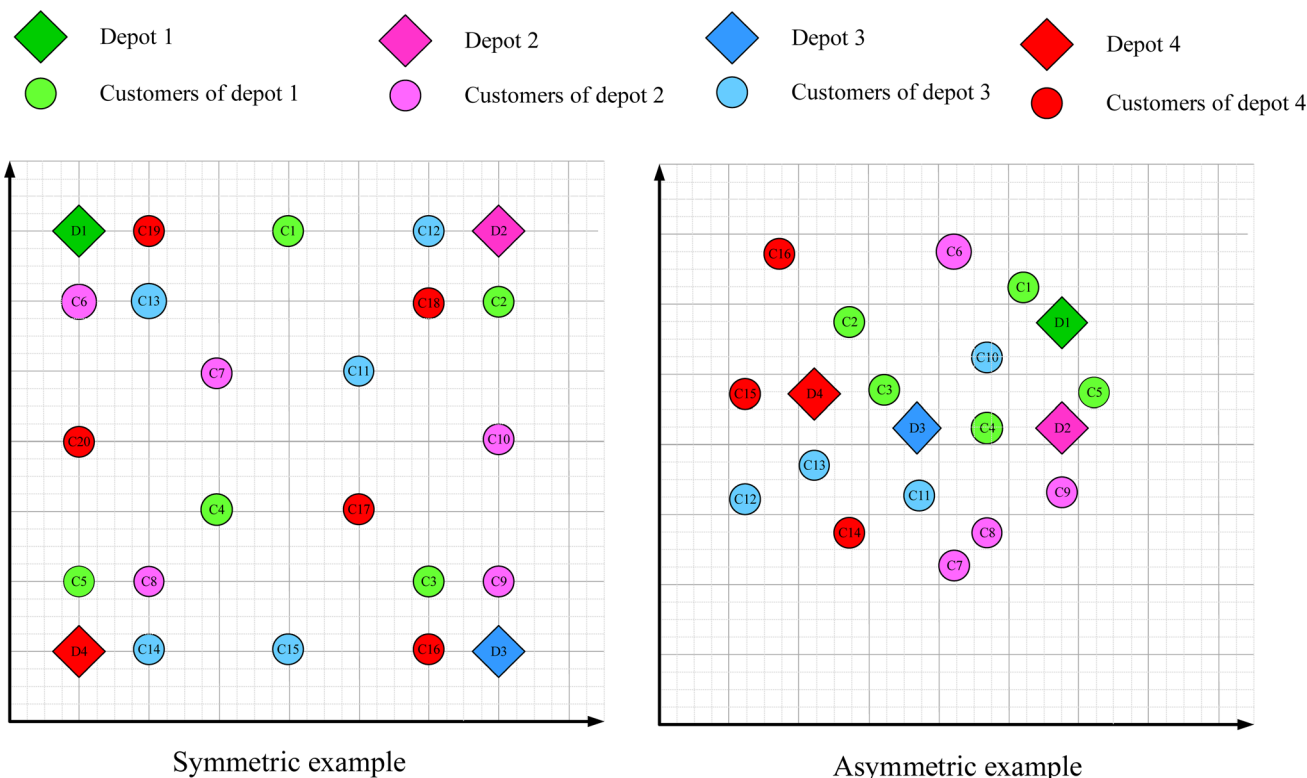 Depot 1
Depot 2
Depot 3
Depot 4
Customers of depot 1
Customers of depot 2
Customers of depot 3
Customers of depot 4
D1 C19 C1 C12 D2
C6 C13 C18 C2
C7 C11
C20 C10
C4 C17
C5 C8 C3 C9
D4 C14 C15 C16 D3
Symmetric example
C16 C6
C1
C2 D1
C10
C15 D4 C3 C5
D3 C4 D2
C13
C12 C11 C9
C14 C8
C7
Asymmetric example